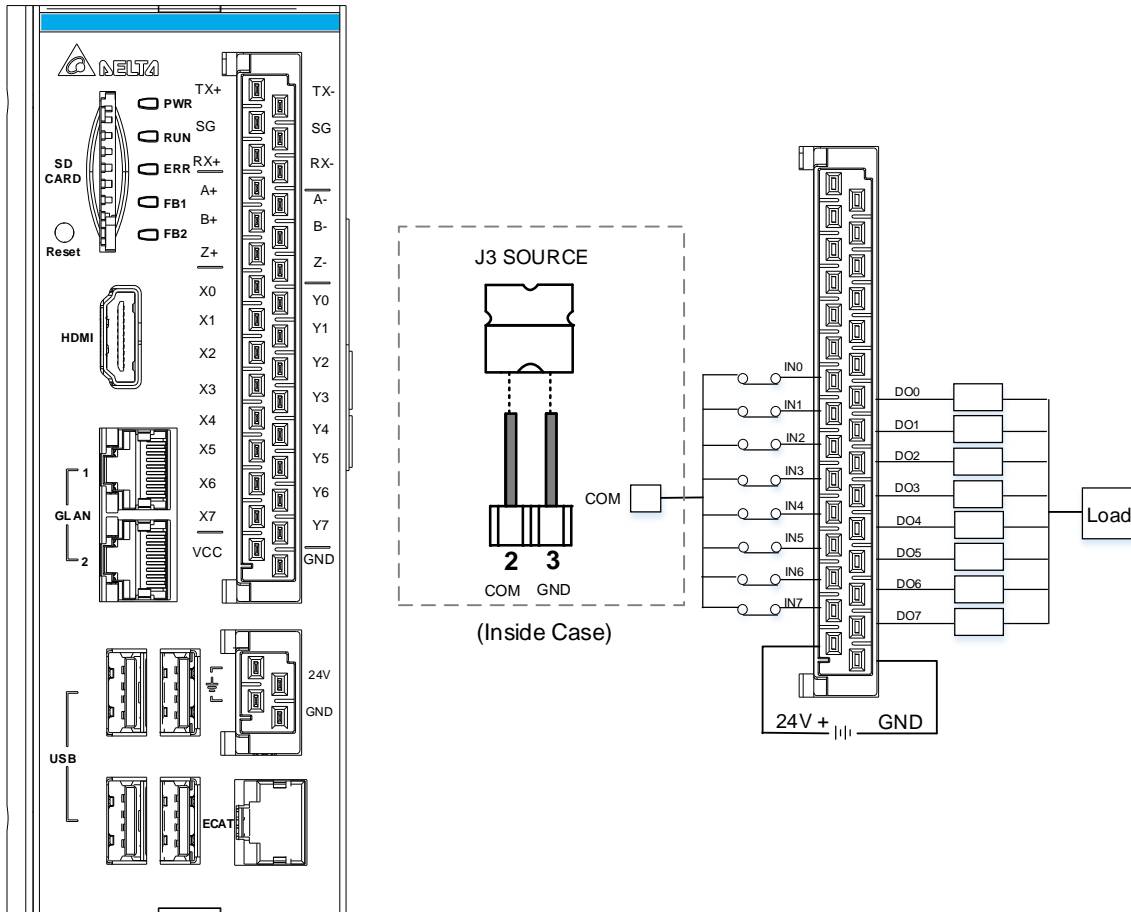 DELTA
PWR
RUN
ERR
FB1
FB2
SD
CARD
Reset
HDMI
1
GLAN
2
USB
ECAT
TX+ TX-
SG SG
RX+ RX-
A+ A-
B+ B-
Z+ Z-
X0 Y0
X1 Y1
X2 Y2
X3 Y3
X4 Y4
X5 Y5
X6 Y6
X7 Y7
VCC GND
24V
GND
J3 SOURCE
2 3
COM GND
(Inside Case)
COM
IN0
IN1
IN2
IN3
IN4
IN5
IN6
IN7
DO0
DO1
DO2
DO3
DO4
DO5
DO6
DO7
Load
24V + GND